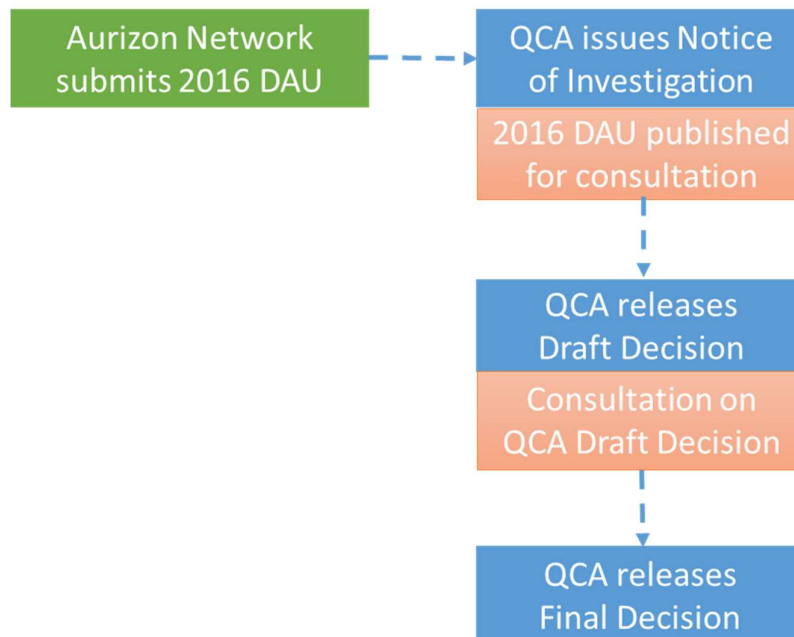 Aurizon Network
submits 2016 DAU
QCA issues Notice
of Investigation
2016 DAU published
for consultation
QCA releases
Draft Decision
Consultation on
QCA Draft Decision
QCA releases
Final Decision